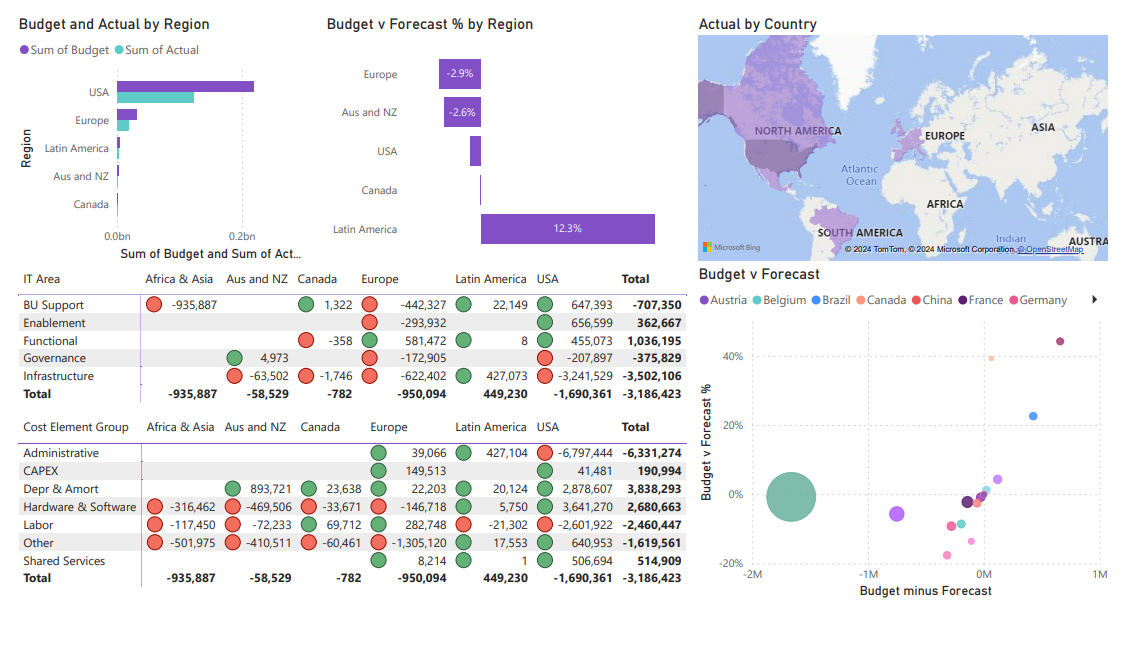 Budget and Actual by Region
Sum of Budget Sum of Actual
Region
USA
Europe
Latin America
Aus and NZ
Canada
0.0bn 0.2bn
Sum of Budget and Sum of Act...
Budget v Forecast % by Region
Europe -2.9%
Aus and NZ -2.6%
USA
Canada
Latin America 12.3%
Actual by Country
NORTH AMERICA
EUROPE
ASIA
Atlantic
Ocean
AFRICA
SOUTH AMERICA
Indian
AUSTRA
Microsoft Bing
© 2024 TomTom, © 2024 Microsoft Corporation, © OpenStreetMap
IT Area Africa & Asia Aus and NZ Canada Europe Latin America USA Total
BU Support -935,887 1,322 -442,327 22,149 647,393 -707,350
Enablement -293,932 656,599 362,667
Functional -358 581,472 8 455,073 1,036,195
Governance 4,973 -172,905 -207,897 -375,829
Infrastructure -63,502 -1,746 -622,402 427,073 -3,241,529 -3,502,106
Total -935,887 -58,529 -782 -950,094 449,230 -1,690,361 -3,186,423
Cost Element Group Africa & Asia Aus and NZ Canada Europe Latin America USA Total
Administrative 39,066 427,104 -6,797,444 -6,331,274
CAPEX 149,513 41,481 190,994
Depr & Amort 893,721 23,638 22,203 20,124 2,878,607 3,838,293
Hardware & Software -316,462 -469,506 -33,671 -146,718 5,750 3,641,270 2,680,663
Labor -117,450 -72,233 69,712 282,748 -21,302 -2,601,922 -2,460,447
Other -501,975 -410,511 -60,461 -1,305,120 17,553 640,953 -1,619,561
Shared Services 8,214 1 506,694 514,909
Total -935,887 -58,529 -782 -950,094 449,230 -1,690,361 -3,186,423
Budget v Forecast
Austria Belgium Brazil Canada China France Germany
Budget v Forecast %
40%
20%
0%
-20%
-2M -1M 0M 1M
Budget minus Forecast